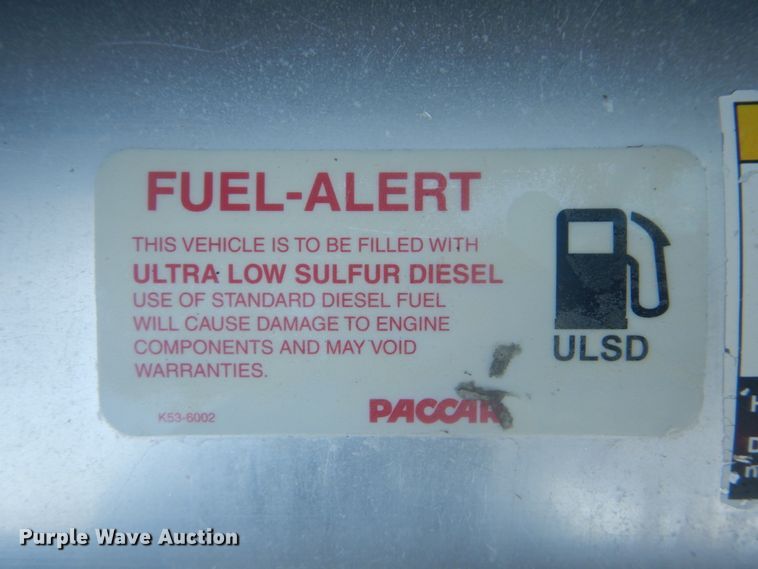 FUEL-ALERT
THIS VEHICLE IS TO BE FILLED WITH
ULTRA LOW SULFUR DIESEL
USE OF STANDARD DIESEL FUEL
WILL CAUSE DAMAGE TO ENGINE
COMPONENTS AND MAY VOID
WARRANTIES.
ULSD
K53-6002
PACCAR
Purple Wave Auction